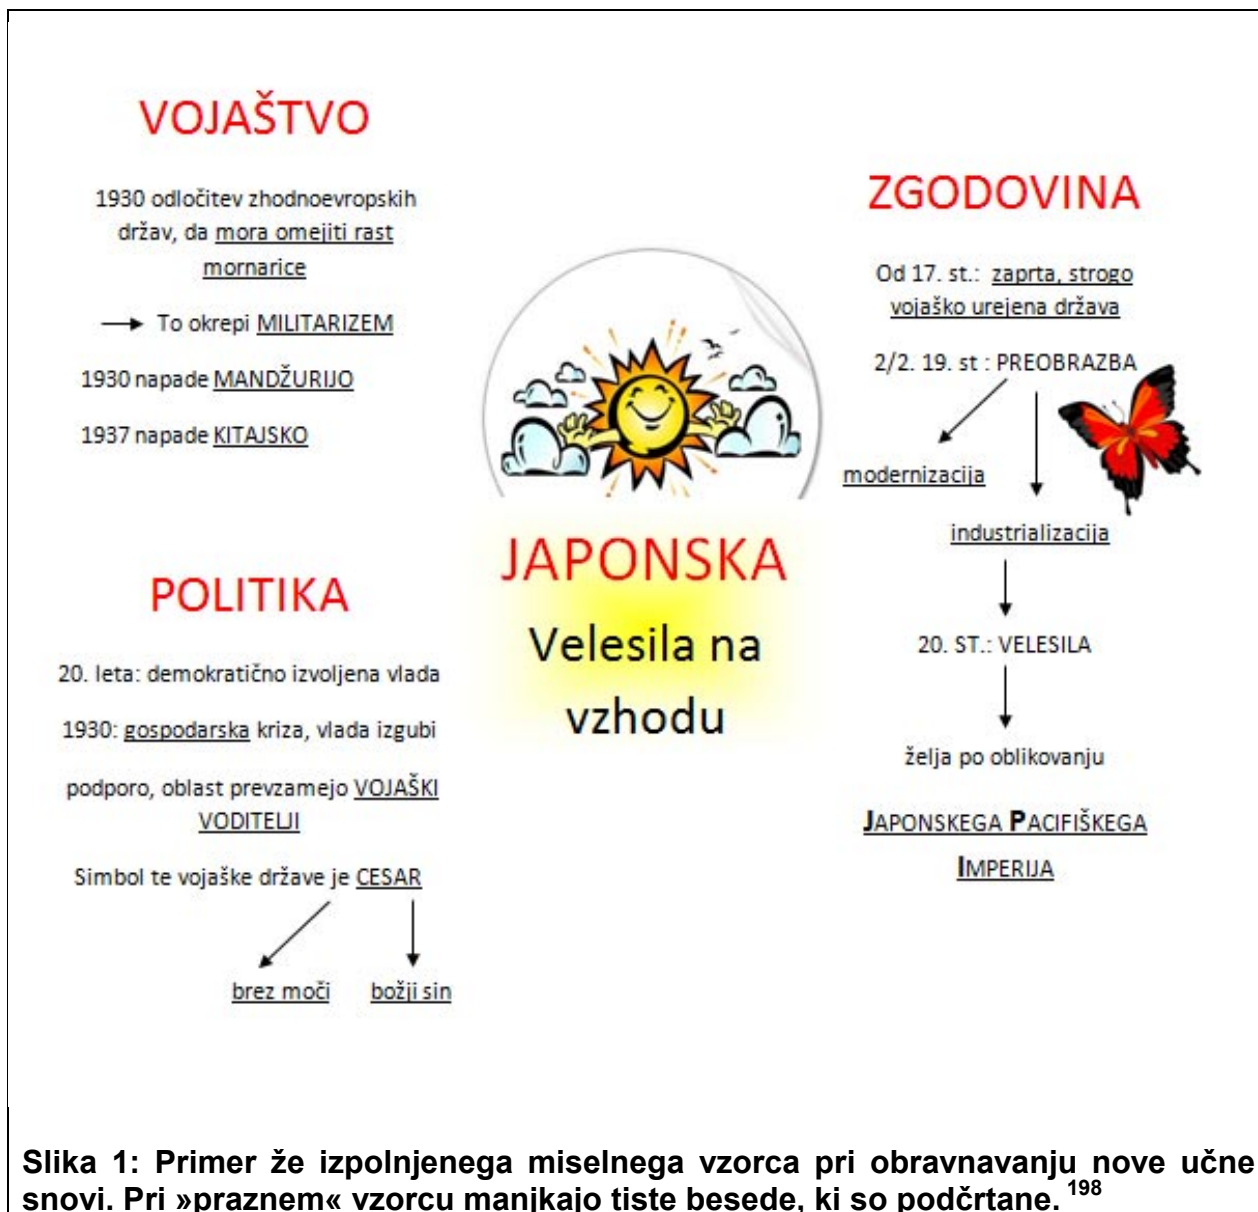 VOJAŠTVO
1930 odločitev zhodnoevropskih
držav, da mora omejiti rast
mornarice
To okrepi MILITARIZEM
1930 napade MANDŽURIJO
1937 napade KITAJSKO
POLITIKA
20. leta: demokratično izvoljena vlada
1930: gospodarska kriza, vlada izgubi
podporo, oblast prevzamejo VOJAŠKI
VODITELJI
Simbol te vojaške države je CESAR
brez moči božji sin
JAPONSKA
Velesila na
vzhodu
ZGODOVINA
Od 17. st.: zaprta, strogo
vojaško urejena država
2/2. 19. st : PREOBRAZBA
modernizacija
industrializacija
20. ST.: VELESILA
želja po oblikovanju
JAPONSKEGA PACIFIŠKEGA
IMPERIJA
Slika 1: Primer že izpolnjenega miselnega vzorca pri obravnavanju nove učne
snovi. Pri »praznem« vzorcu manjkajo tiste besede, ki so podčrtane. 198